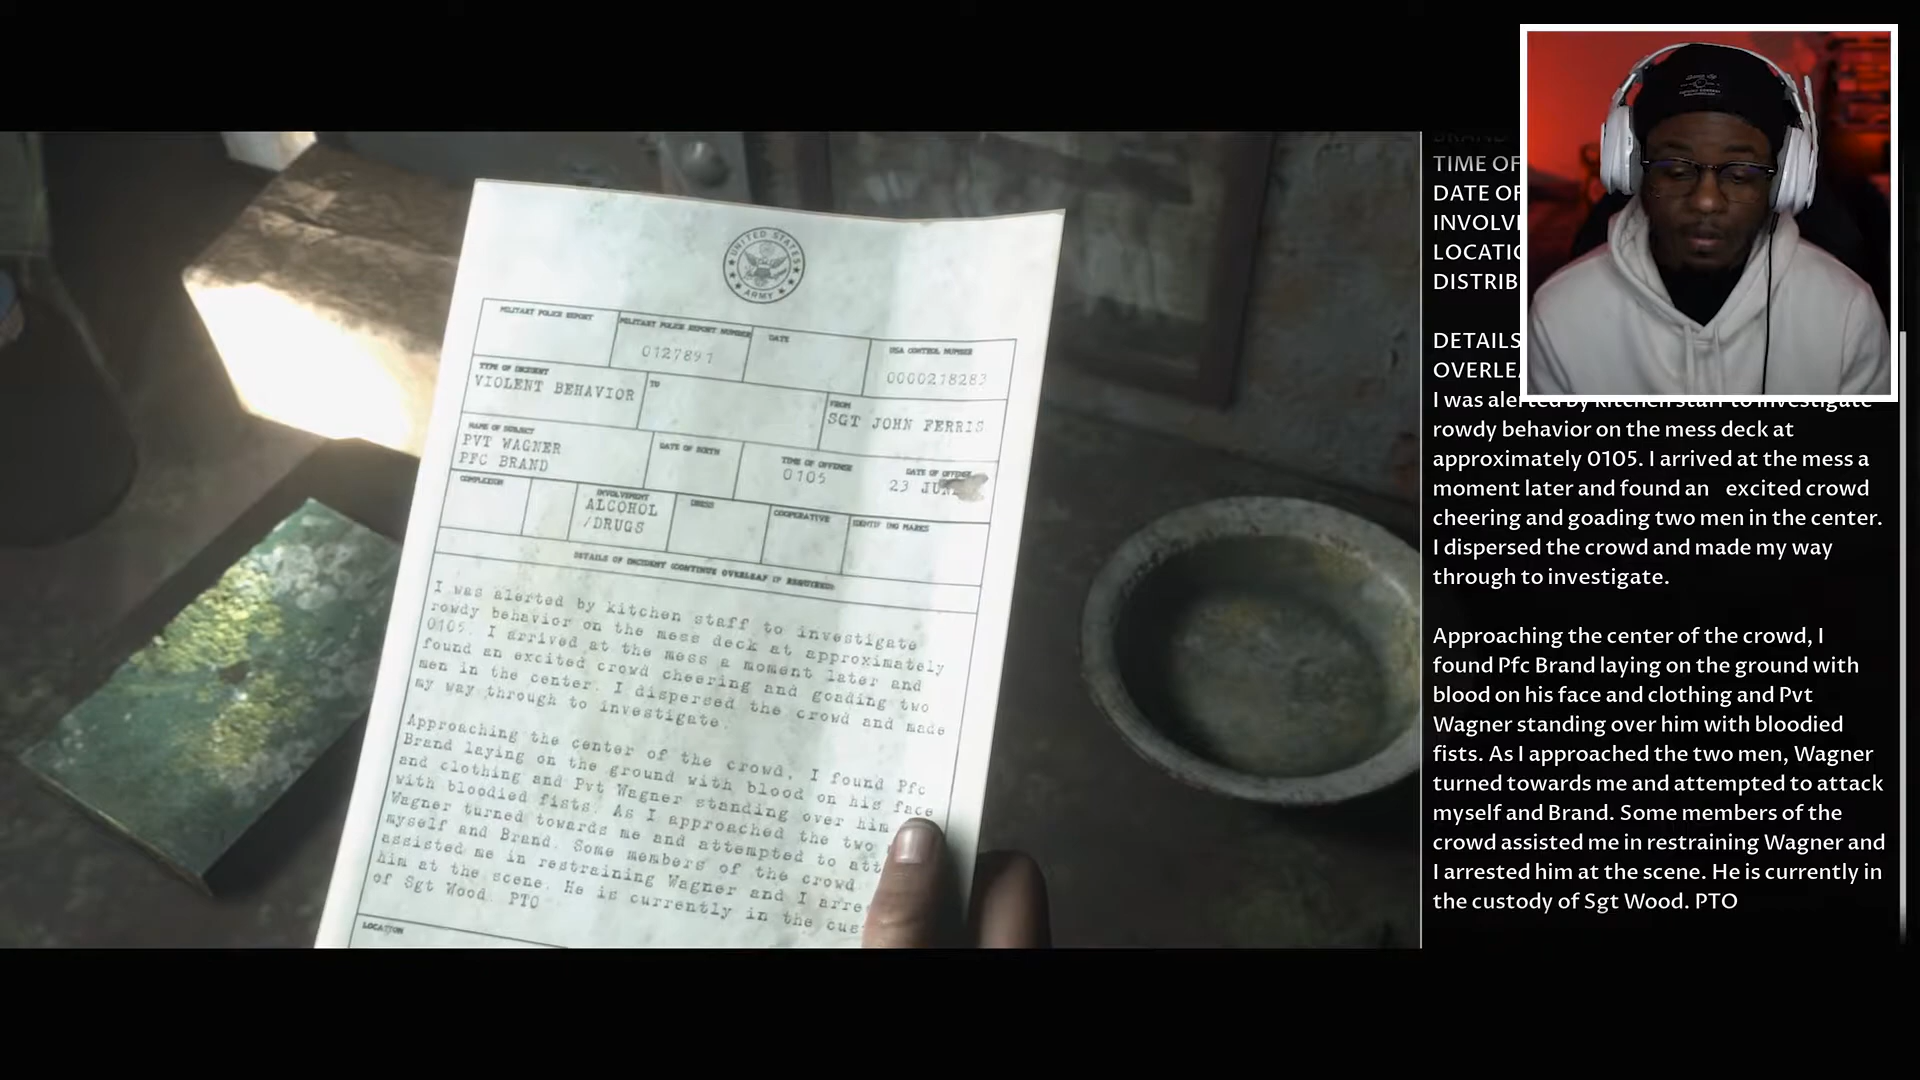 UNITED STATES
ARMY
MILITARY POLICE REPORT
MILITARY POLICE REPORT NUMBER
0127891
DATE
USA CONTROL NUMBER
0000218283
TYPE OF INCIDENT
VIOLENT BEHAVIOR
TO
FROM
SGT JOHN FERRIS
NAME OF SUBJECT
PVT WAGNER
PFC BRAND
DATE OF BIRTH
TIME OF OFFENSE
0105
DATE OF OFFENSE
23 JUN
COMPLEXION
INVOLVEMENT
ALCOHOL
/DRUGS
DRESS
COOPERATIVE
IDENTIF ING MARKS
DETAILS OF INCIDENT (CONTINUE OVERLEAF IF REQUIRED)
I was alerted by kitchen staff to investigate
rowdy behavior on the mess deck at approximately
0105. I arrived at the mess a moment later and
found an excited crowd cheering and goading two
men in the center. I dispersed the crowd and made
my way through to investigate.
Approaching the center of the crowd, I found Pfc
Brand laying on the ground with blood on his face
and clothing and Pvt Wagner standing over him
with bloodied fists. As I approached the two
Wagner turned towards me and attempted to att
myself and Brand. Some members of the crowd
assisted me in restraining Wagner and I arre
him at the scene. He is currently in the cus
of Sgt Wood. PTO
LOCATION
BRAND
TIME OF
DATE OF
INVOLV
LOCATIO
DISTRIB
DETAILS
OVERLE
I was alerted by kitchen staff to investigate
rowdy behavior on the mess deck at
approximately 0105. I arrived at the mess a
moment later and found an excited crowd
cheering and goading two men in the center.
I dispersed the crowd and made my way
through to investigate.
Approaching the center of the crowd, I
found Pfc Brand laying on the ground with
blood on his face and clothing and Pvt
Wagner standing over him with bloodied
fists. As I approached the two men, Wagner
turned towards me and attempted to attack
myself and Brand. Some members of the
crowd assisted me in restraining Wagner and
I arrested him at the scene. He is currently in
the custody of Sgt Wood. PTO